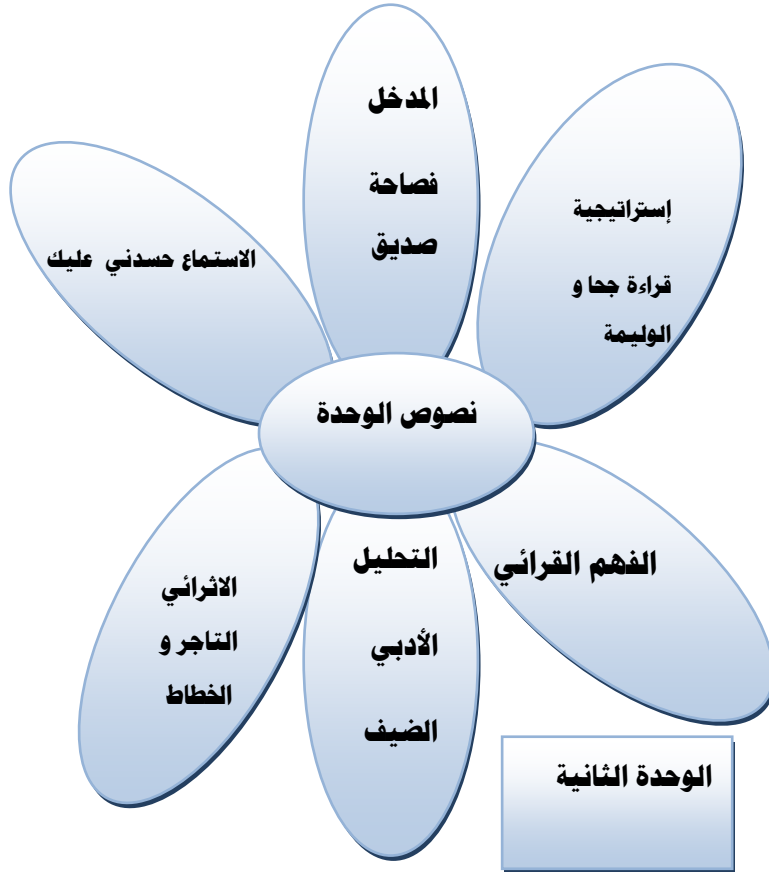 المدخل
فصاحة
صديق
إستراتيجية
قراءة جحا و
الوليمة
الاستماع حسدني عليك
نصوص الوحدة
الفهم القرائي
التحليل
الأدبي
الضيف
الاثرائي
التاجر و
الخطاط
الوحدة الثانية